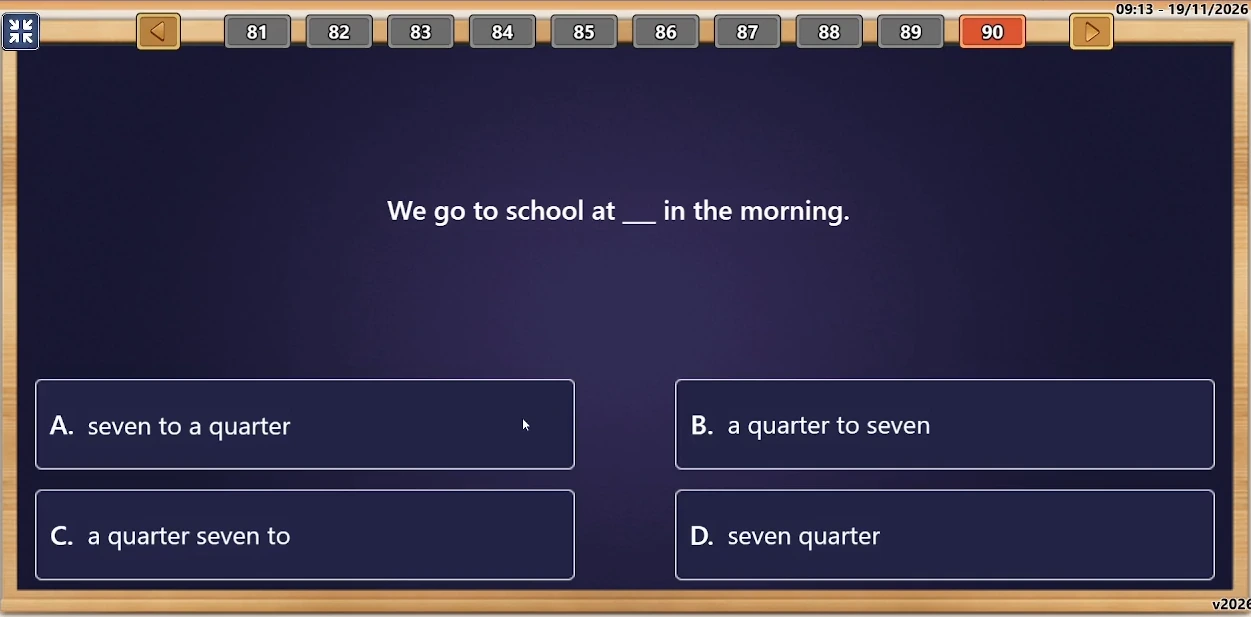 09:13 - 19/11/2026
81 82 83 84 85 86 87 88 89 90
We go to school at ___ in the morning.
A. seven to a quarter
B. a quarter to seven
C. a quarter seven to
D. seven quarter
v2026